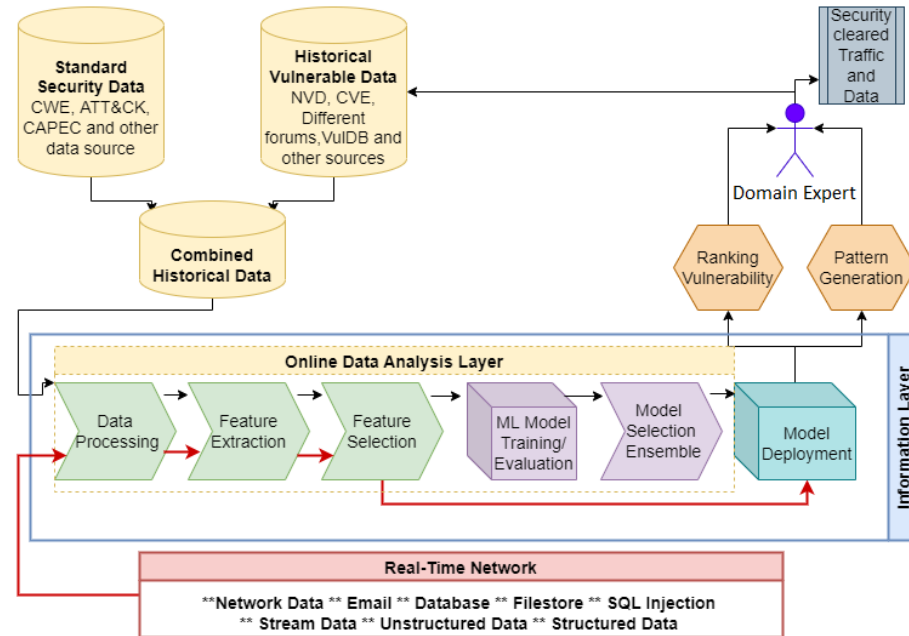 Standard
Security Data
CWE, ATT&CK,
CAPEC and other
data source
Historical
Vulnerable Data
NVD, CVE,
Different
forums,VulDB and
other sources
Security
cleared
Traffic
and
Data
Domain Expert
Combined
Historical Data
Ranking
Vulnerability
Pattern
Generation
Online Data Analysis Layer
Data
Processing
Feature
Extraction
Feature
Selection
ML Model
Training/
Evaluation
Model
Selection
Ensemble
Model
Deployment
Information Layer
Real-Time Network
**Network Data ** Email ** Database ** Filestore ** SQL Injection
** Stream Data ** Unstructured Data ** Structured Data